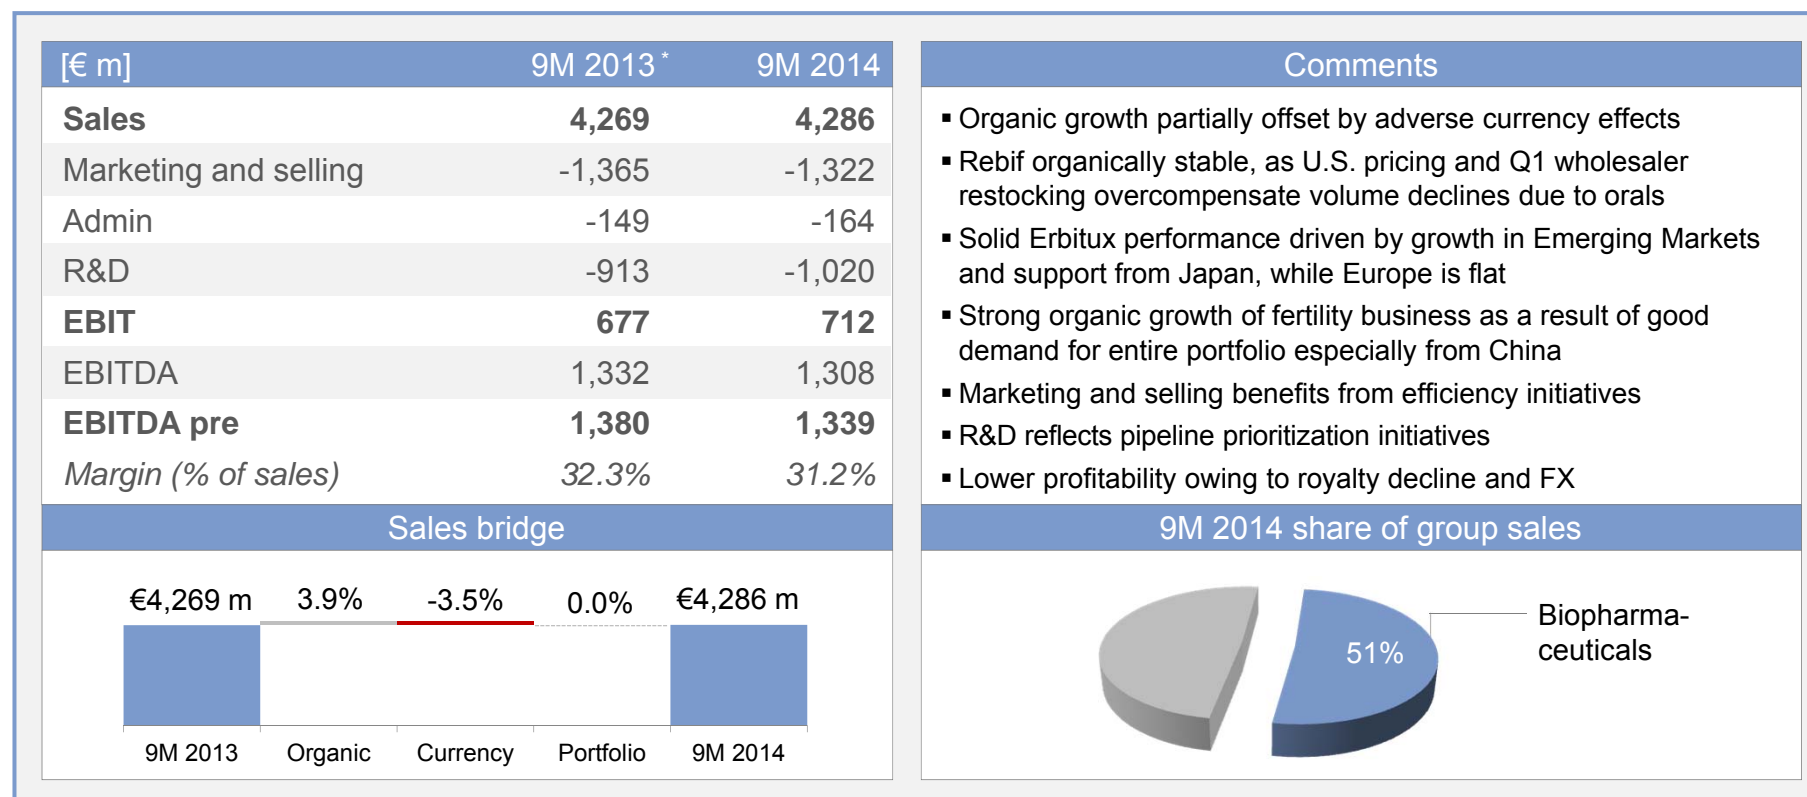 [€ m] 9M 2013* 9M 2014
Sales 4,269 4,286
Marketing and selling -1,365 -1,322
Admin -149 -164
R&D -913 -1,020
EBIT 677 712
EBITDA 1,332 1,308
EBITDA pre 1,380 1,339
Margin (% of sales) 32.3% 31.2%
Comments
▪ Organic growth partially offset by adverse currency effects
▪ Rebif organically stable, as U.S. pricing and Q1 wholesaler
restocking overcompensate volume declines due to orals
▪ Solid Erbitux performance driven by growth in Emerging Markets
and support from Japan, while Europe is flat
▪ Strong organic growth of fertility business as a result of good
demand for entire portfolio especially from China
▪ Marketing and selling benefits from efficiency initiatives
▪ R&D reflects pipeline prioritization initiatives
▪ Lower profitability owing to royalty decline and FX
Sales bridge
€4,269 m 3.9% -3.5% 0.0% €4,286 m
9M 2013 Organic Currency Portfolio 9M 2014
9M 2014 share of group sales
51%
Biopharma-
ceuticals